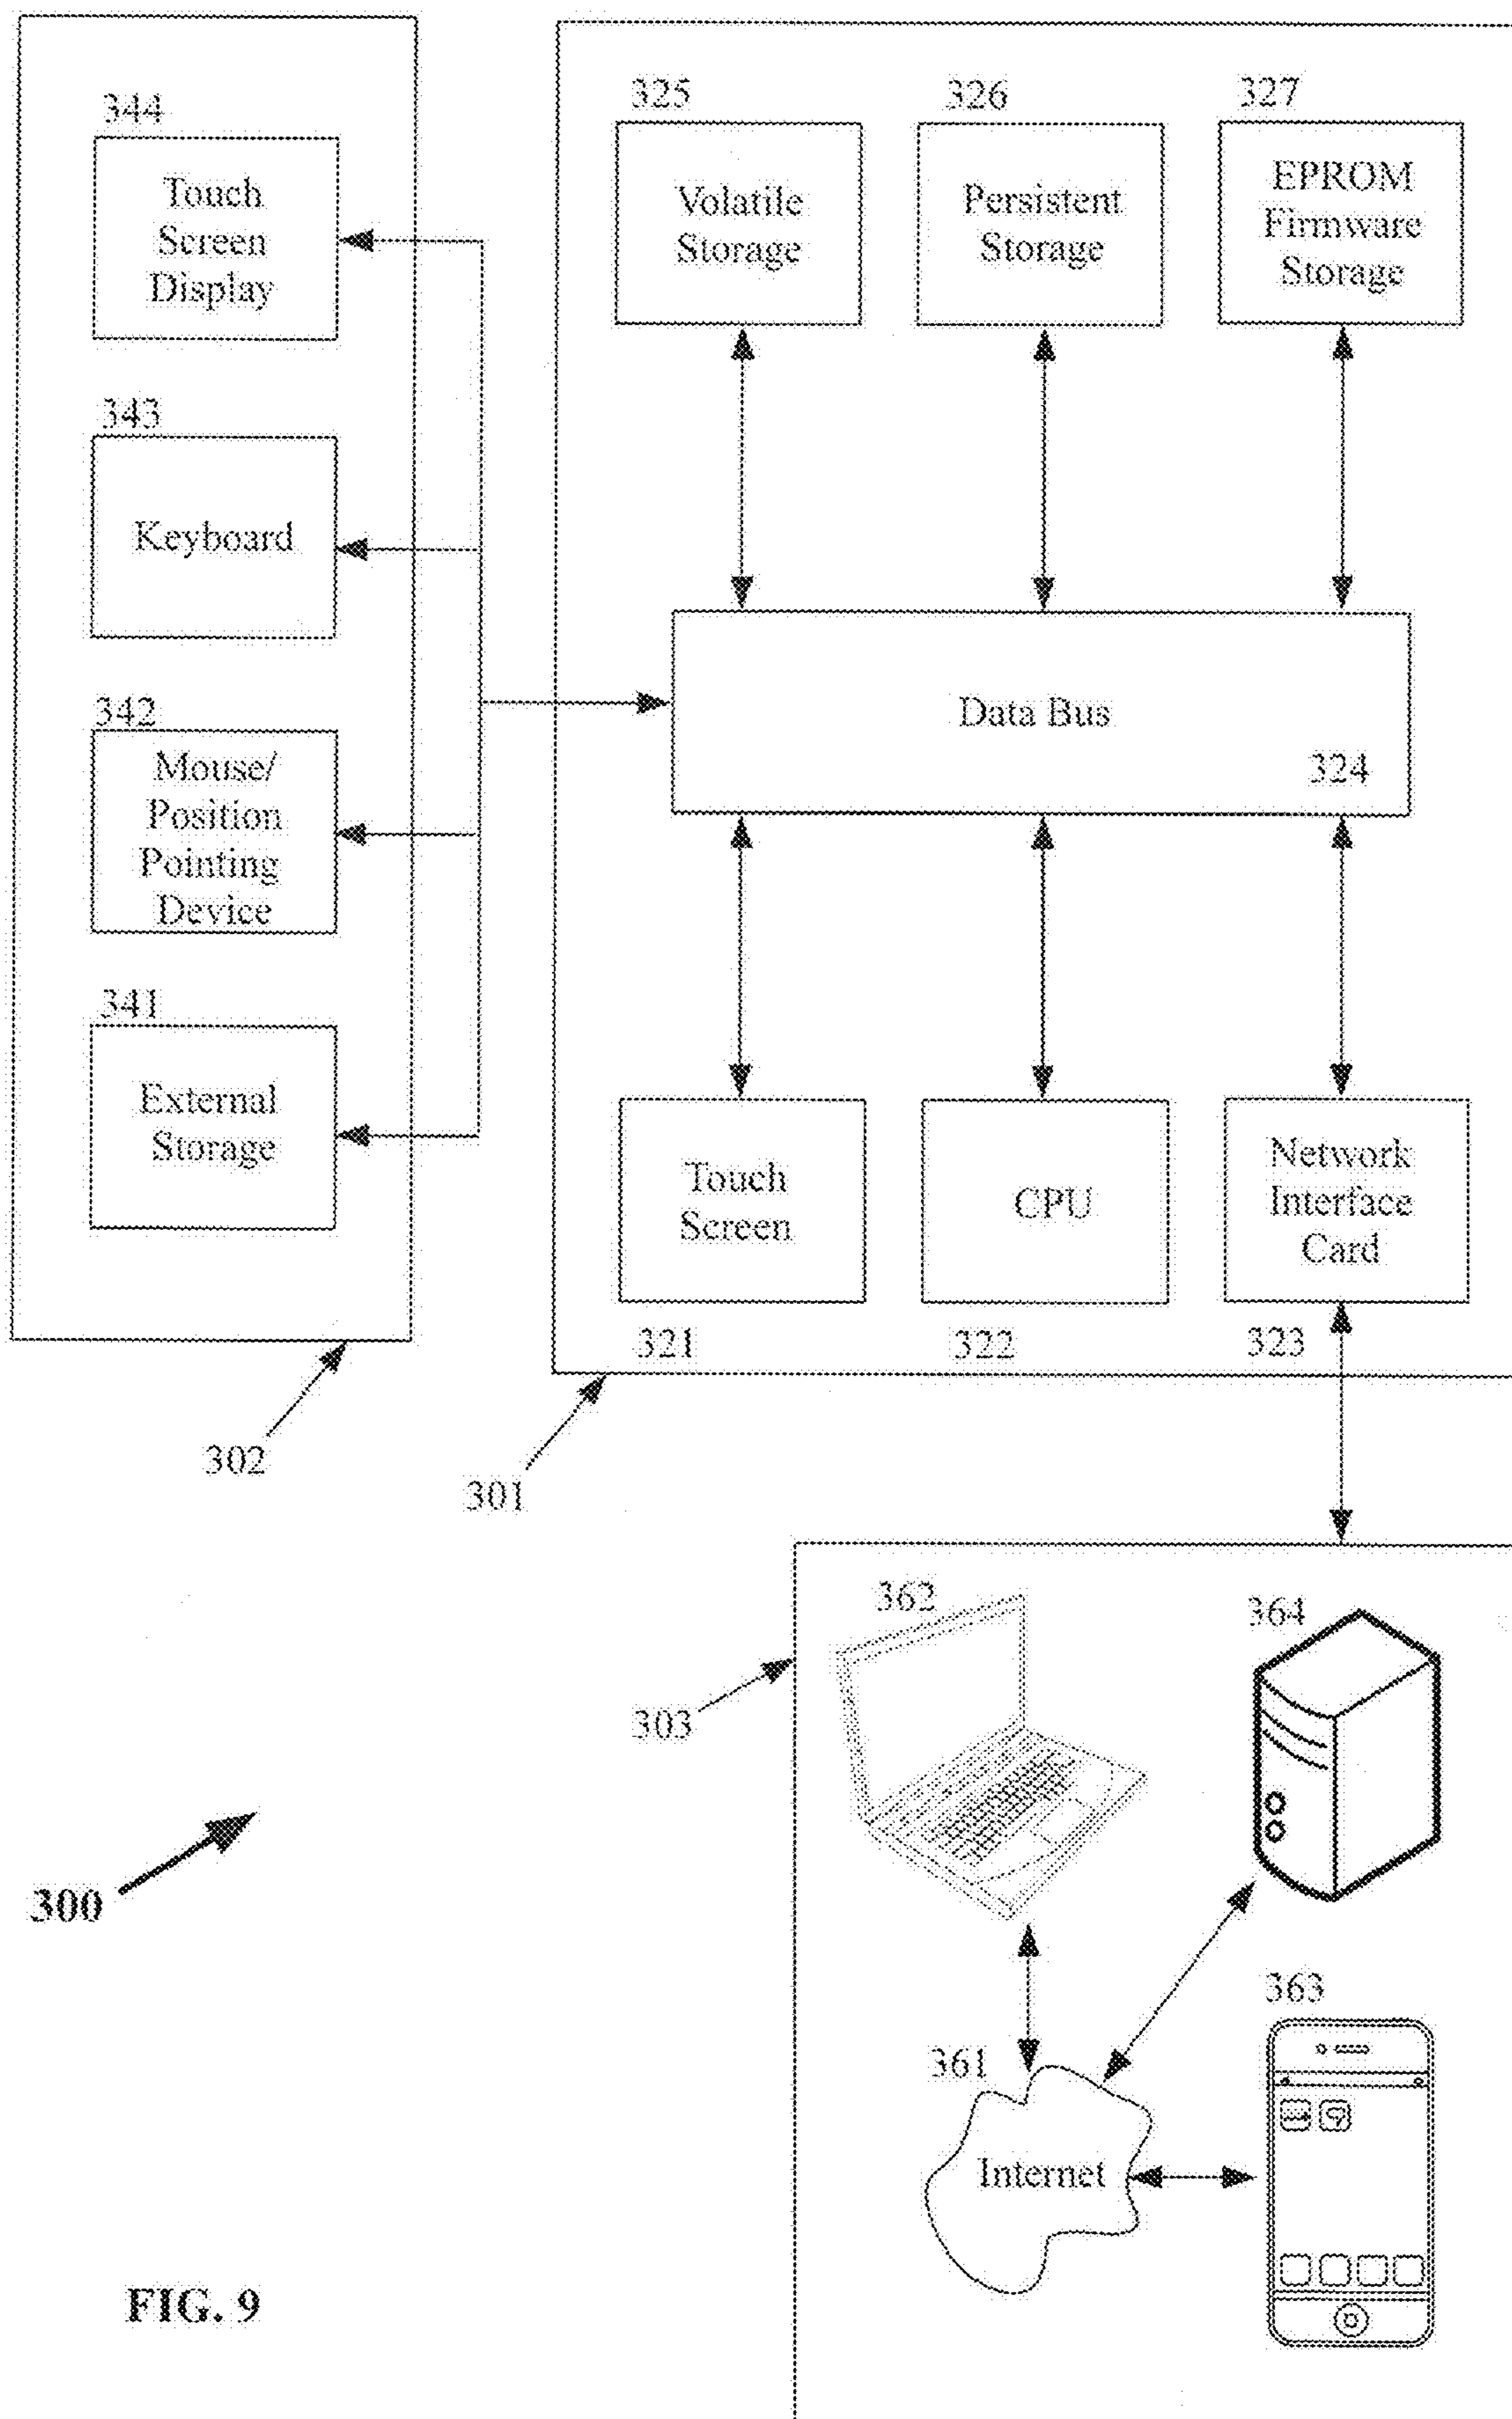 344
Touch
Screen
Display
343
Keyboard
342
Mouse/
Position
Pointing
Device
341
External
Storage
302
325
Volatile
Storage
326
Persistent
Storage
327
EPROM
Firmware
Storage
Data Bus
324
Touch
Screen
321
CPU
322
Network
Interface
Card
323
301
303
362
364
363
361
Internet
300
FIG. 9